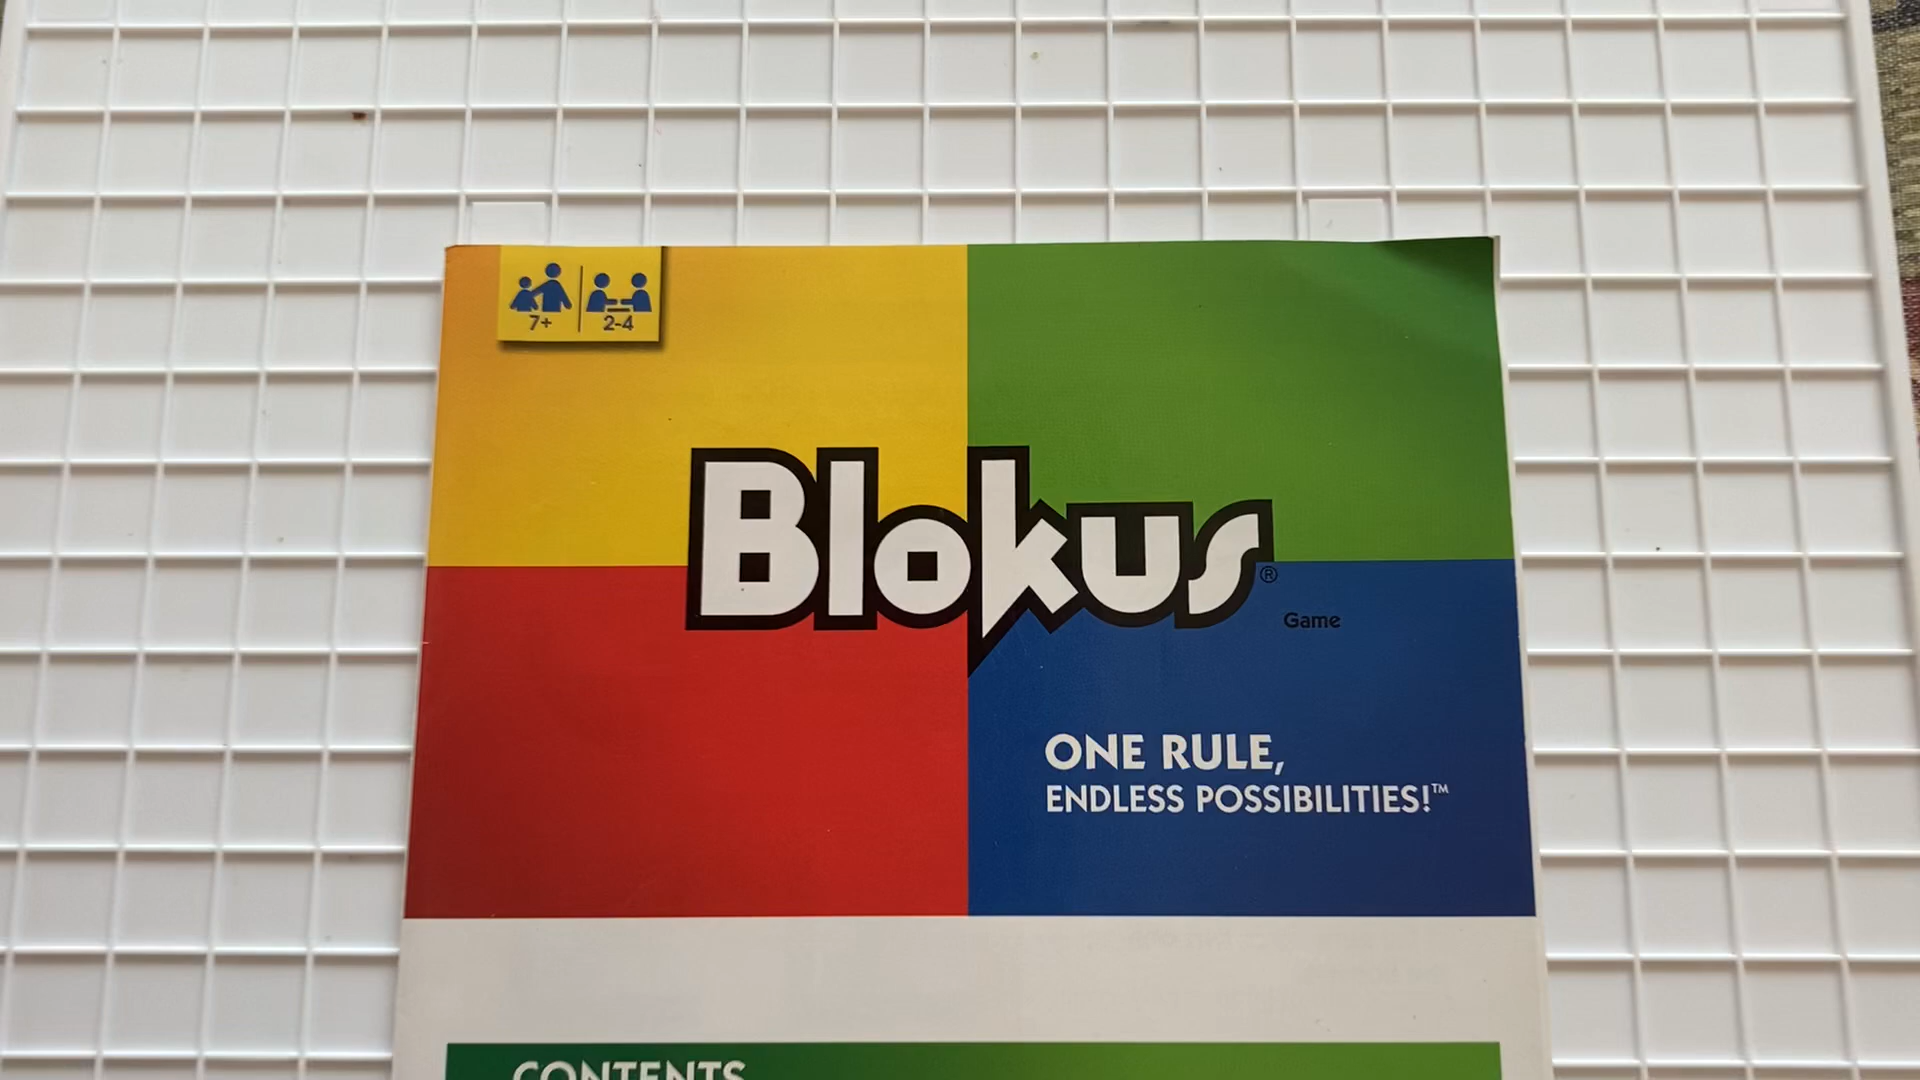 7+ 2-4
Blokus®
Game
ONE RULE,
ENDLESS POSSIBILITIES!™
CONTENTS